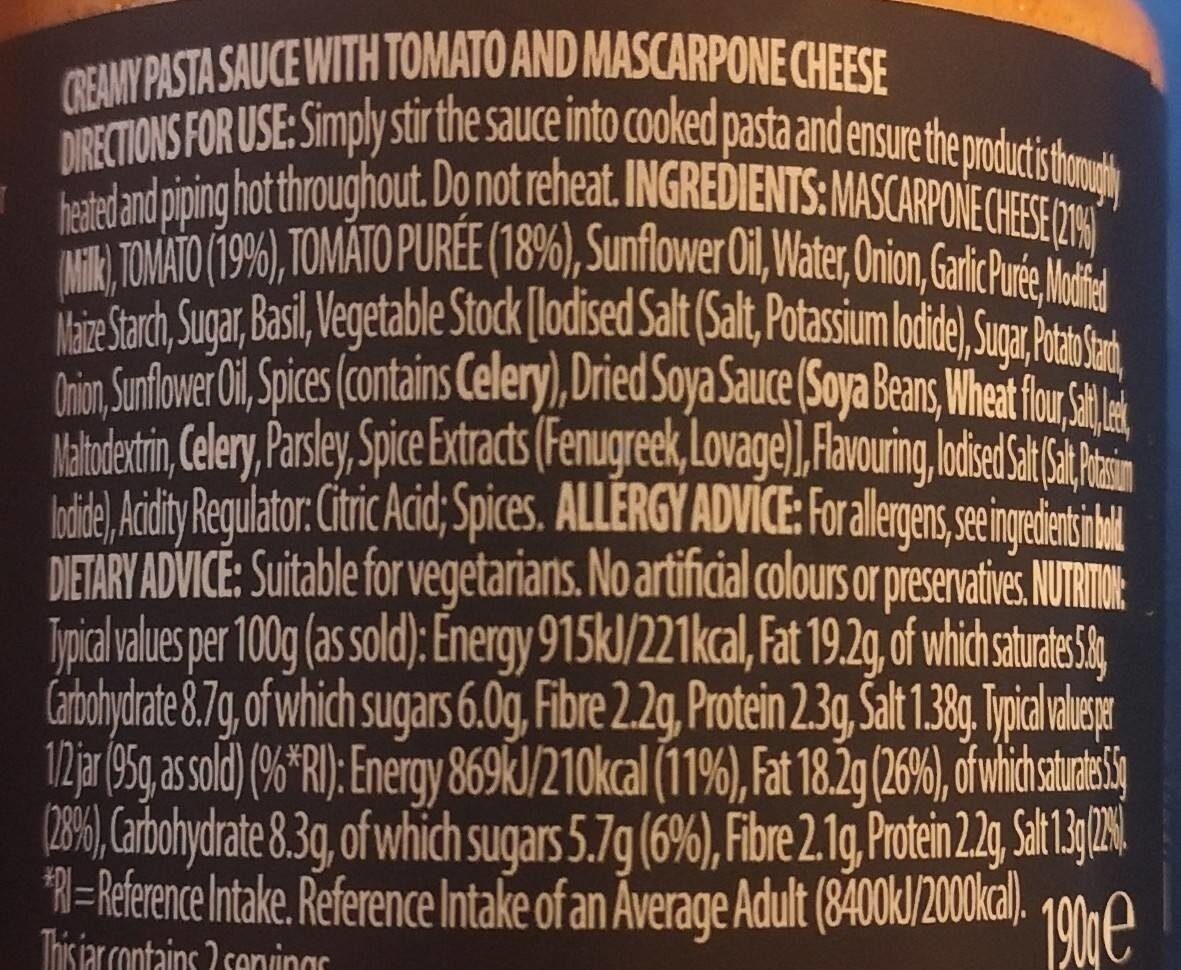 CREAMY PASTA SAUCE WITH TOMATO AND MASCARPONE CHEESE
DIRECTIONS FOR USE: Simply stir the sauce into cooked pasta and ensure the product is thoroughly
heated and piping hot throughout. Do not reheat. INGREDIENTS: MASCARPONE CHEESE (21%)
(Milk), TOMATO (19%), TOMATO PURÉE (18%), Sunflower Oil, Water, Onion, Garlic Purée, Modified
Maize Starch, Sugar, Basil, Vegetable Stock [Iodised Salt (Salt, Potassium Iodide), Sugar, Potato Starch,
Onion, Sunflower Oil, Spices (contains Celery), Dried Soya Sauce (Soya Beans, Wheat flour, Salt), Leek,
Maltodextrin, Celery, Parsley, Spice Extracts (Fenugreek, Lovage)], Flavouring, Iodised Salt (Salt, Potassium
Iodide), Acidity Regulator: Citric Acid; Spices. ALLERGY ADVICE: For allergens, see ingredients in bold.
DIETARY ADVICE: Suitable for vegetarians. No artificial colours or preservatives. NUTRITION:
Typical values per 100g (as sold): Energy 915kJ/221kcal, Fat 19.2g, of which saturates 5.8g,
Carbohydrate 8.7g, of which sugars 6.0g, Fibre 2.2g, Protein 2.3g, Salt 1.38g. Typical values per
1/2 jar (95g, as sold) (%*RI): Energy 869kJ/210kcal (11%), Fat 18.2g (26%), of which saturates 5.5g
(28%), Carbohydrate 8.3g, of which sugars 5.7g (6%), Fibre 2.1g, Protein 2.2g, Salt 1.3g (22%).
*RI = Reference Intake. Reference Intake of an Average Adult (8400kJ/2000kcal).
190g e
This jar contains 2 servings